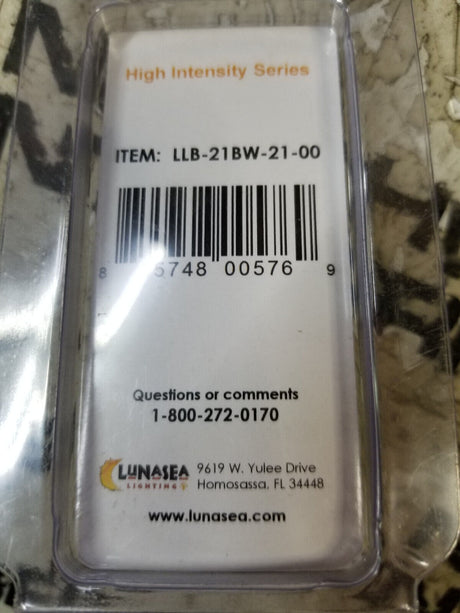 High Intensity Series
ITEM: LLB-21BW-21-00
8 5748 00576 9
Questions or comments
1-800-272-0170
LUNASEA
LIGHTING
9619 W. Yulee Drive
Homosassa, FL 34448
www.lunasea.com